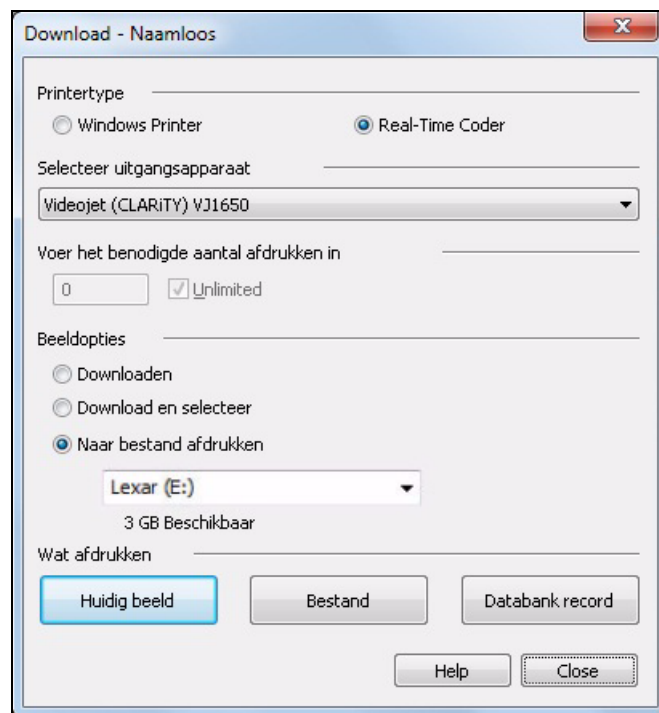 Download - Naamloos
Printertype
Windows Printer
Real-Time Coder
Selecteer uitgangsapparaat
Videojet (CLARiTY) VJ1650
Voer het benodigde aantal afdrukken in
0
Unlimited
Beeldopties
Downloaden
Download en selecteer
Naar bestand afdrukken
Lexar (E:)
3 GB Beschikbaar
Wat afdrukken
Huidig beeld
Bestand
Databank record
Help
Close